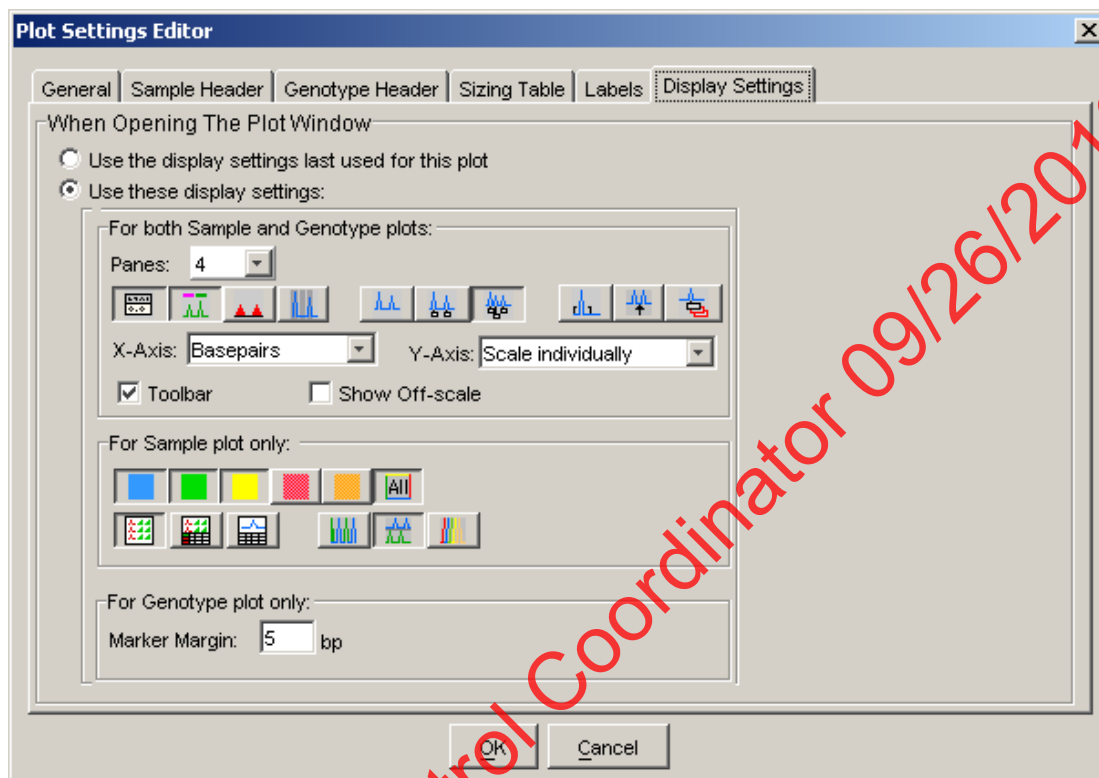 Plot Settings Editor
General Sample Header Genotype Header Sizing Table Labels Display Settings
When Opening The Plot Window
Use the display settings last used for this plot
Use these display settings:
For both Sample and Genotype plots:
Panes: 4
X-Axis: Basepairs Y-Axis: Scale individually
Toolbar Show Off-scale
For Sample plot only:
All
For Genotype plot only:
Marker Margin: 5 bp
OK Cancel
Coordinator 09/26/201